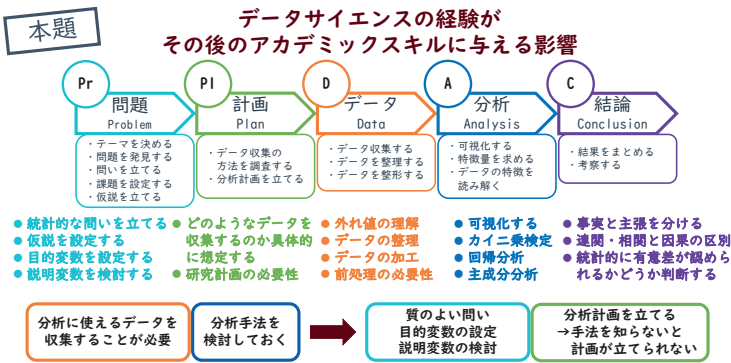 本題
データサイエンスの経験が
その後のアカデミックスキルに与える影響
Pr
問題
Problem
・テーマを決める
・問題を発見する
・問いを立てる
・課題を設定する
・仮説を立てる
Pl
計画
Plan
・データ収集の
方法を調査する
・分析計画を立てる
D
データ
Data
・データ収集する
・データを整理する
・データを整形する
A
分析
Analysis
・可視化する
・特徴量を求める
・データの特徴を
読み解く
C
結論
Conclusion
・結果をまとめる
・考察する
● 統計的な問いを立てる
● 仮説を設定する
● 目的変数を設定する
● 説明変数を検討する
● どのようなデータを
収集するのか具体的
に想定する
● 研究計画の必要性
● 外れ値の理解
● データの整理
● データの加工
● 前処理の必要性
● 可視化する
● カイ二乗検定
● 回帰分析
● 主成分分析
● 事実と主張を分ける
● 連関・相関と因果の区別
● 統計的に有意差が認めら
れるかどうか判断する
分析に使えるデータを
収集することが必要
分析手法を
検討しておく
質のよい問い
目的変数の設定
説明変数の検討
分析計画を立てる
→手法を知らないと
計画が立てられない